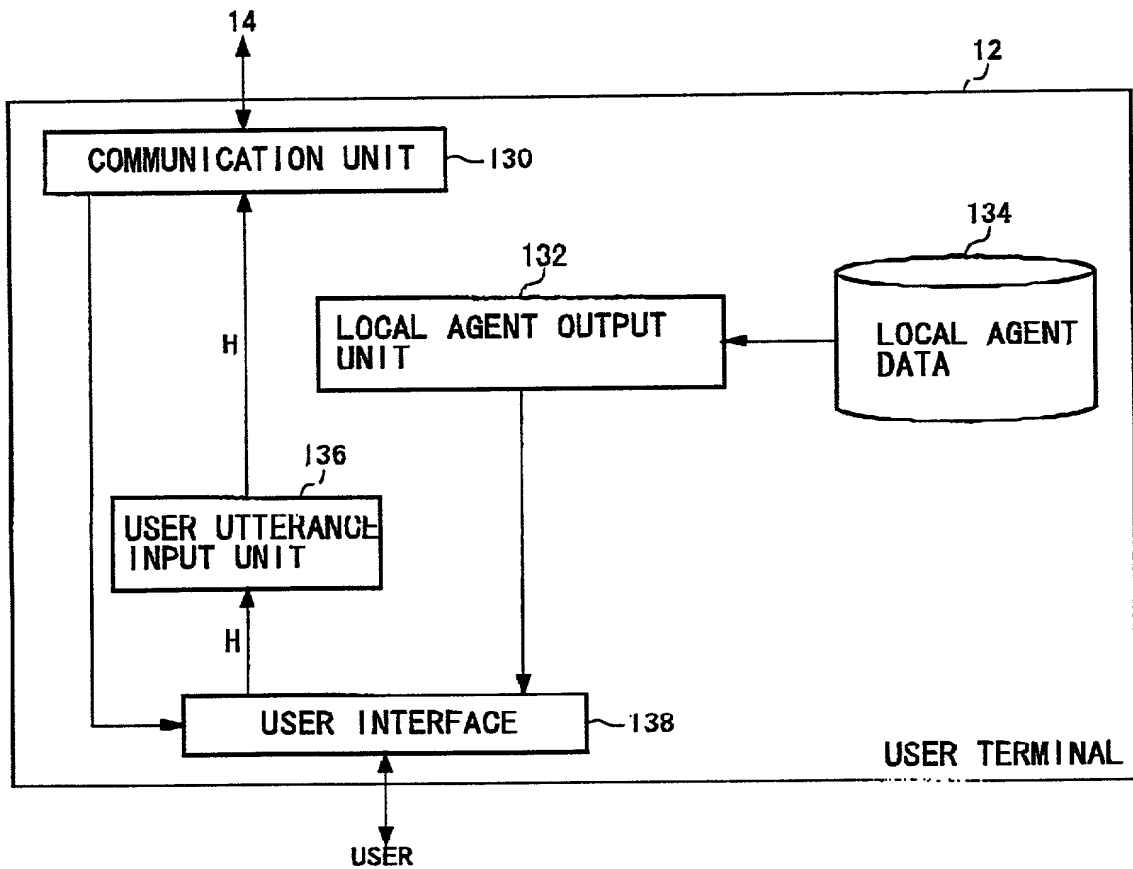 14
12
COMMUNICATION UNIT
130
134
132
LOCAL AGENT OUTPUT
UNIT
LOCAL AGENT
DATA
H
136
USER UTTERANCE
INPUT UNIT
H
USER INTERFACE
138
USER TERMINAL
USER